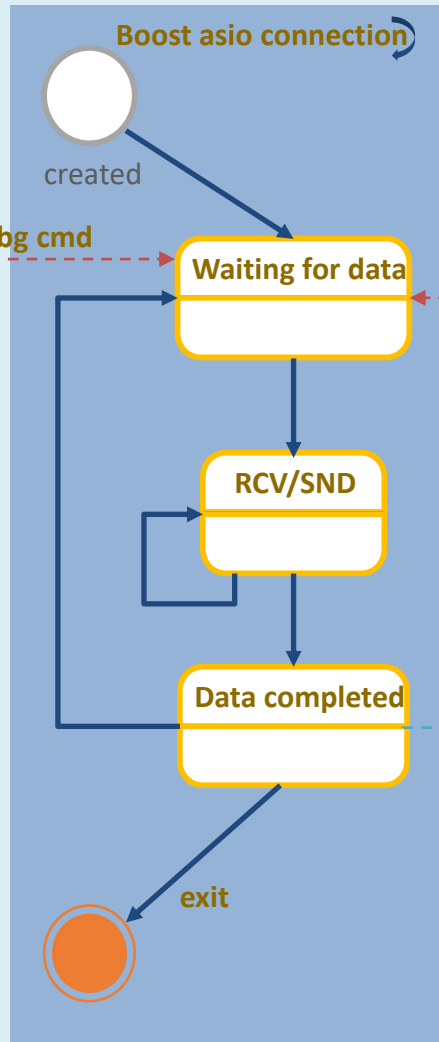 Boost asio connection
created
bg cmd
Waiting for data
RCV/SND
Data completed
exit